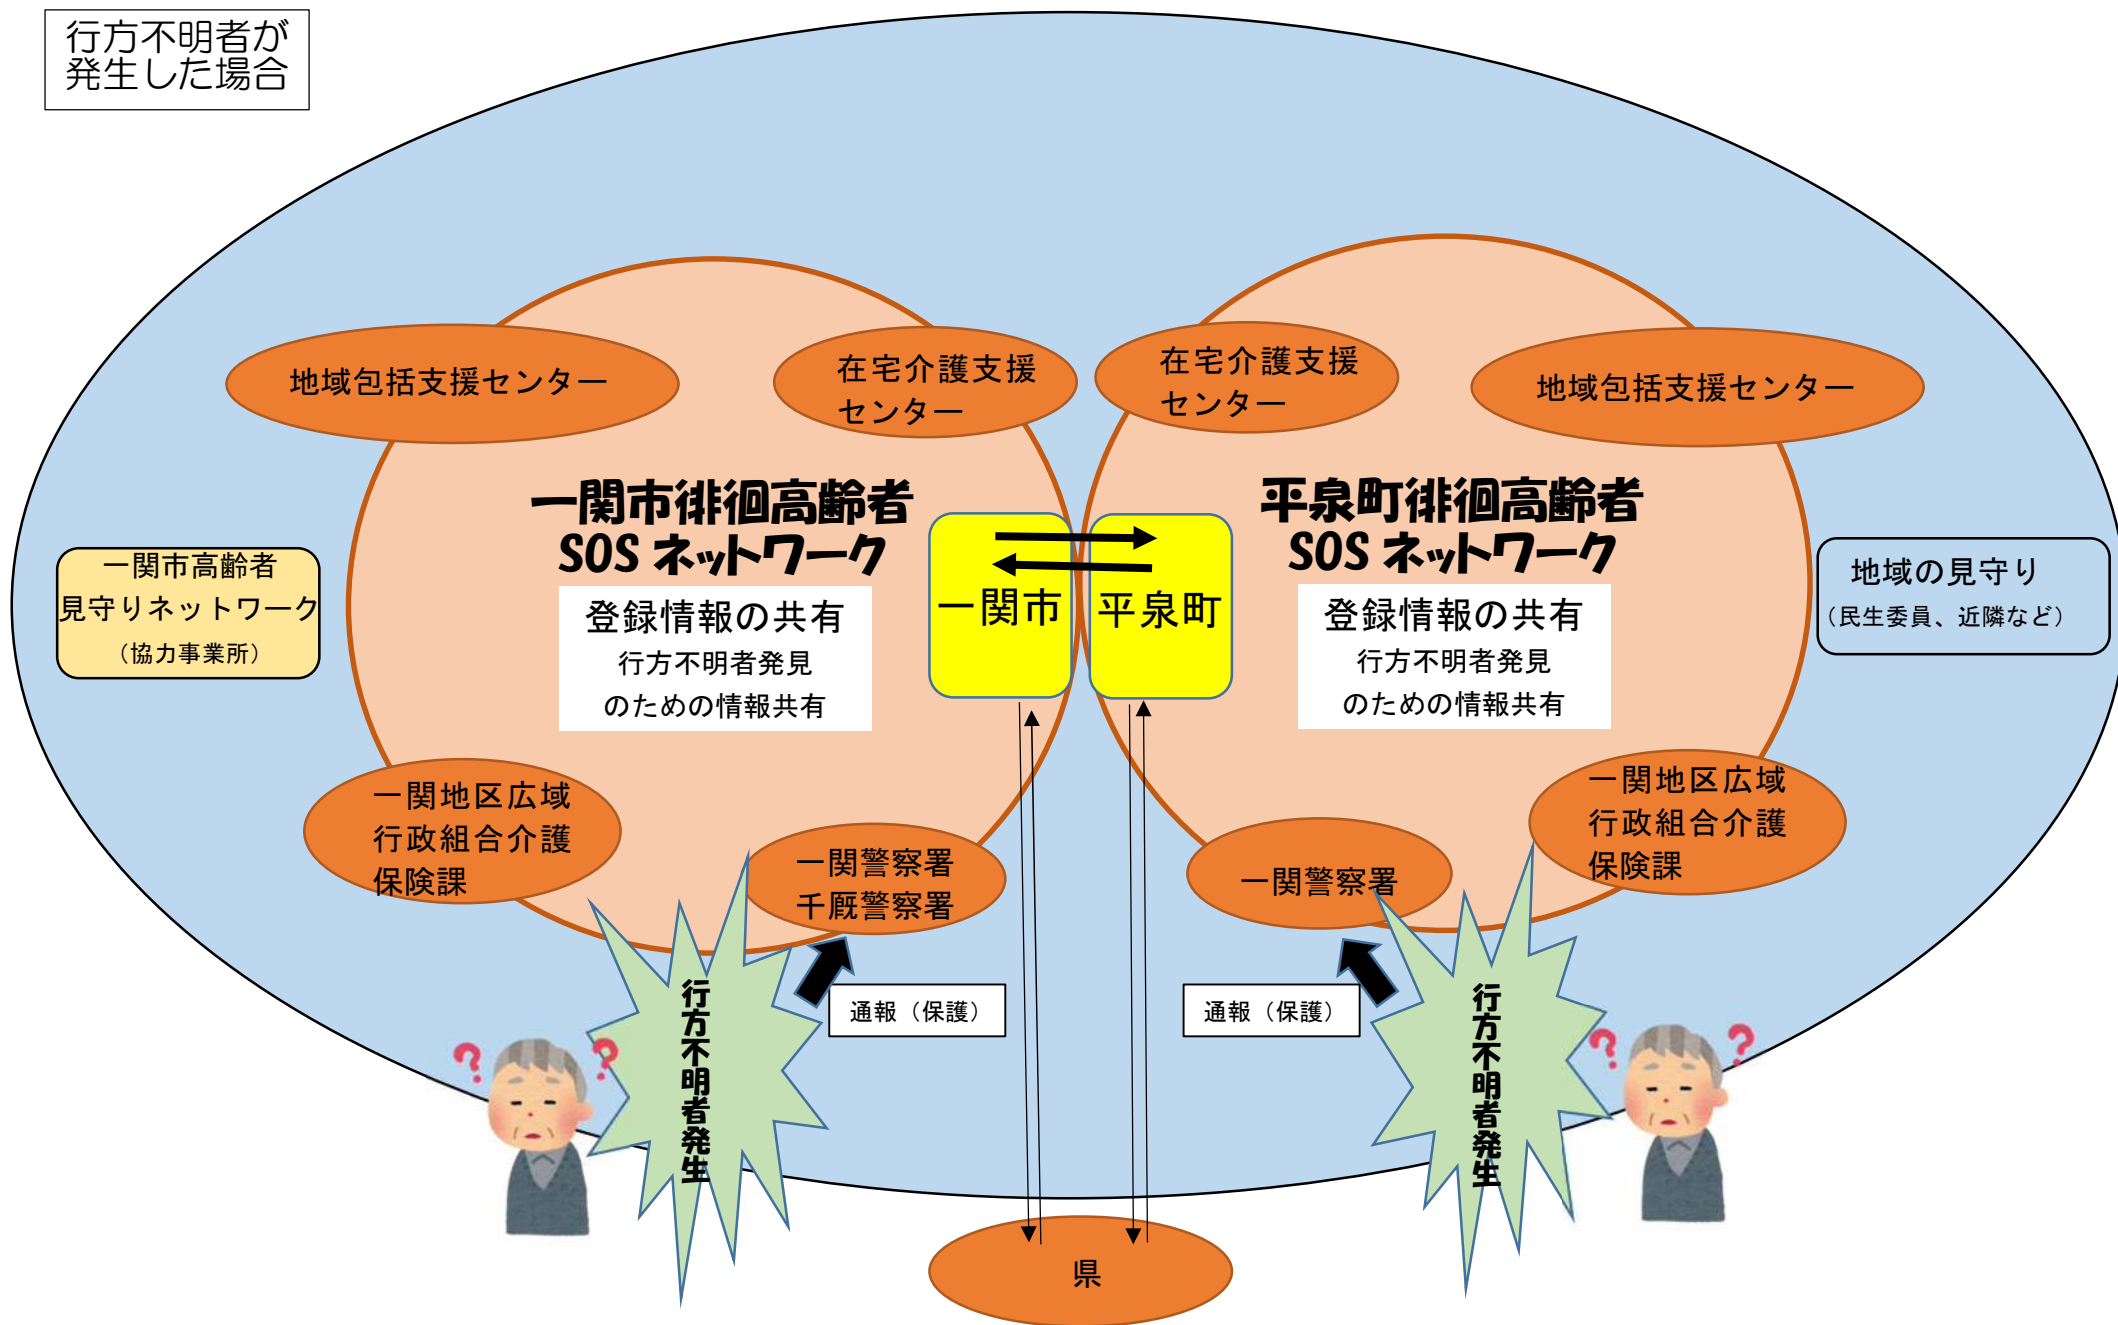 行方不明者が
発生した場合
地域包括支援センター
在宅介護支援
センター
在宅介護支援
センター
地域包括支援センター
一関市徘徊高齢者
SOS ネットワーク
平泉町徘徊高齢者
SOS ネットワーク
一関市高齢者
見守りネットワーク
（協力事業所）
登録情報の共有
行方不明者発見
のための情報共有
一関市
平泉町
登録情報の共有
行方不明者発見
のための情報共有
地域の見守り
（民生委員、近隣など）
一関地区広域
行政組合介護
保険課
一関警察署
千厩警察署
一関警察署
一関地区広域
行政組合介護
保険課
行方不明者発生
通報（保護）
通報（保護）
行方不明者発生
?
?
?
?
県